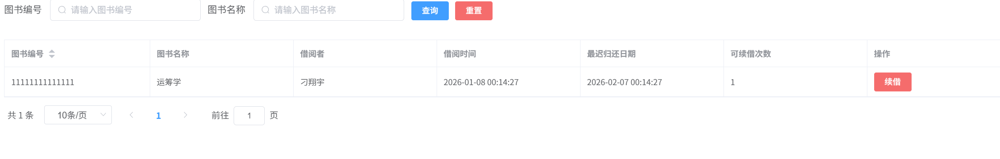 图书编号 请输入图书编号 图书名称 请输入图书名称 查询 重置
图书编号 图书名称 借阅者 借阅时间 最迟归还日期 可续借次数 操作
11111111111111 运筹学 刁翔宇 2026-01-08 00:14:27 2026-02-07 00:14:27 1 续借
共 1 条 10条/页 1 前往 1 页